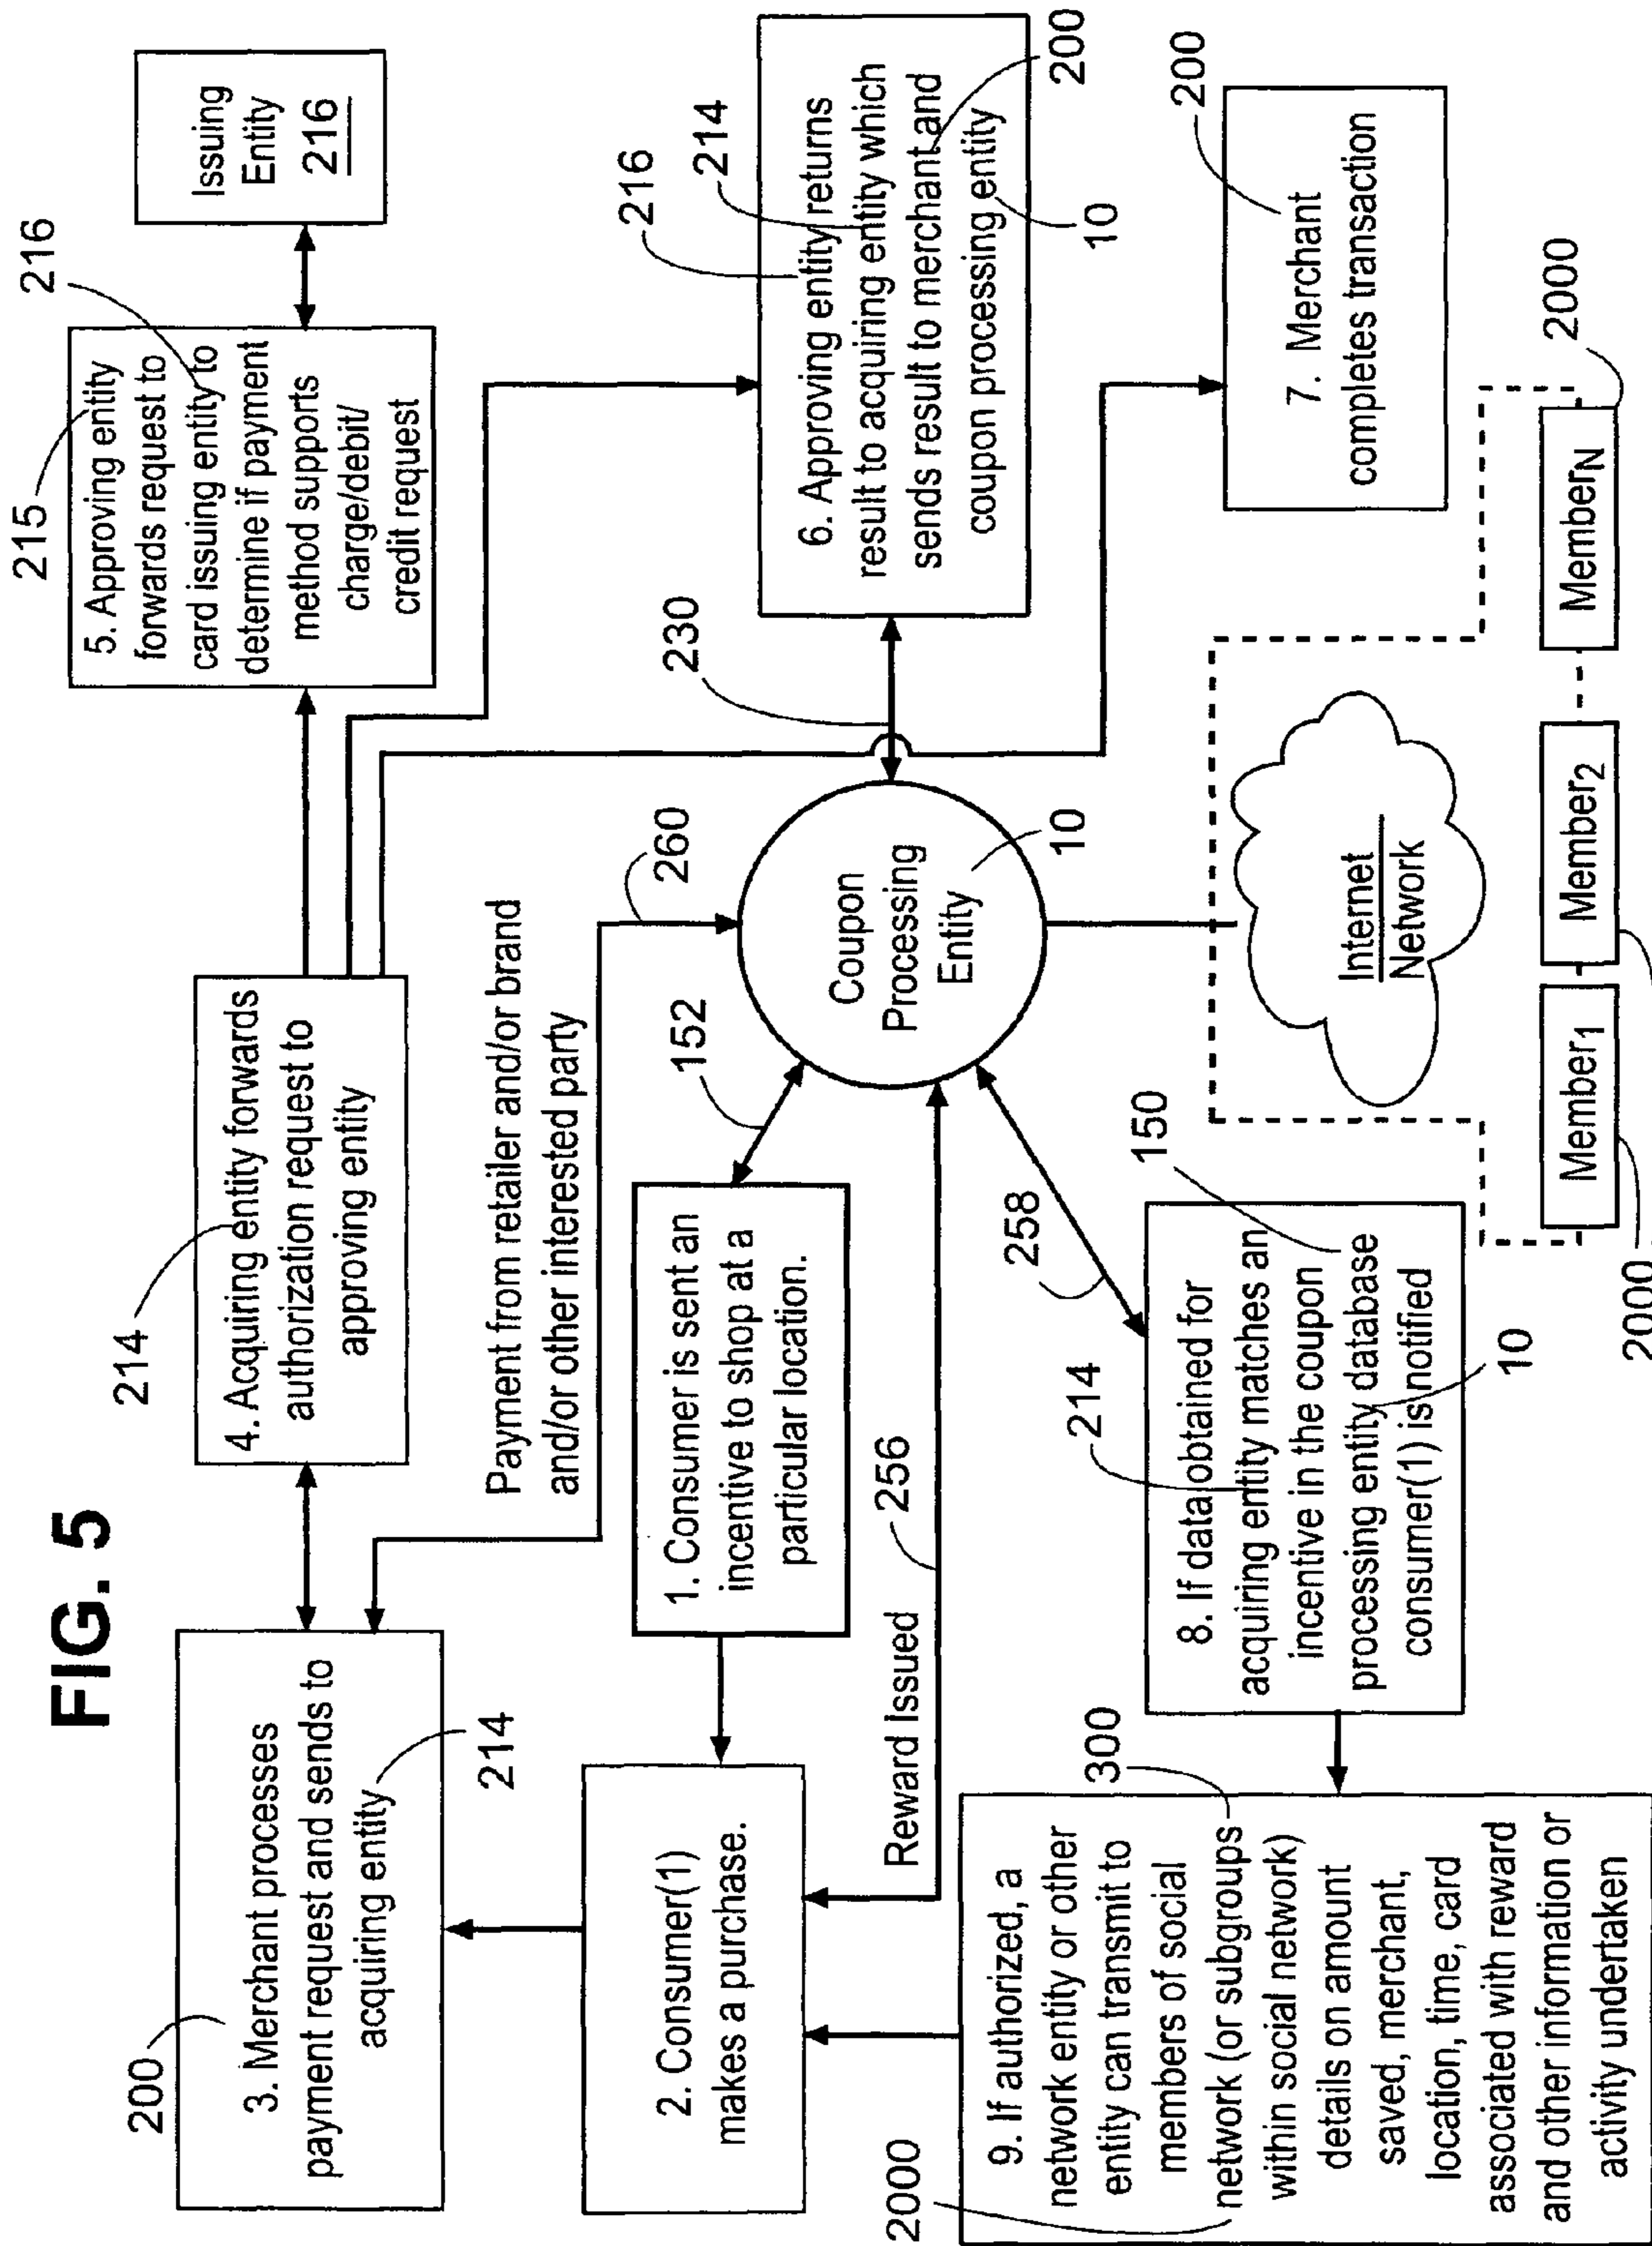 FIG. 5
200
3. Merchant processes
payment request and sends to
acquiring entity
214
214
4. Acquiring entity forwards
authorization request to
approving entity
215
5. Approving entity
forwards request to
card issuing entity to
determine if payment
method supports
charge/debit/
credit request
216
Issuing
Entity
216
Payment from retailer and/or brand
and/or other interested party
260
2. Consumer(1)
makes a purchase.
1. Consumer is sent an
incentive to shop at a
particular location.
152
Coupon
Processing
Entity
10
230
6. Approving entity returns
result to acquiring entity which
sends result to merchant and
coupon processing entity
216
214
200
10
7. Merchant
completes transaction
200
Reward Issued
256
258
8. If data obtained for
acquiring entity matches an
incentive in the coupon
processing entity database
consumer(1) is notified
214
150
10
9. If authorized, a
network entity or other
entity can transmit to
members of social
network (or subgroups
within social network)
details on amount
saved, merchant,
location, time, card
associated with reward
and other information or
activity undertaken
300
2000
Internet
Network
Member1
Member2
MemberN
2000
2000
2000